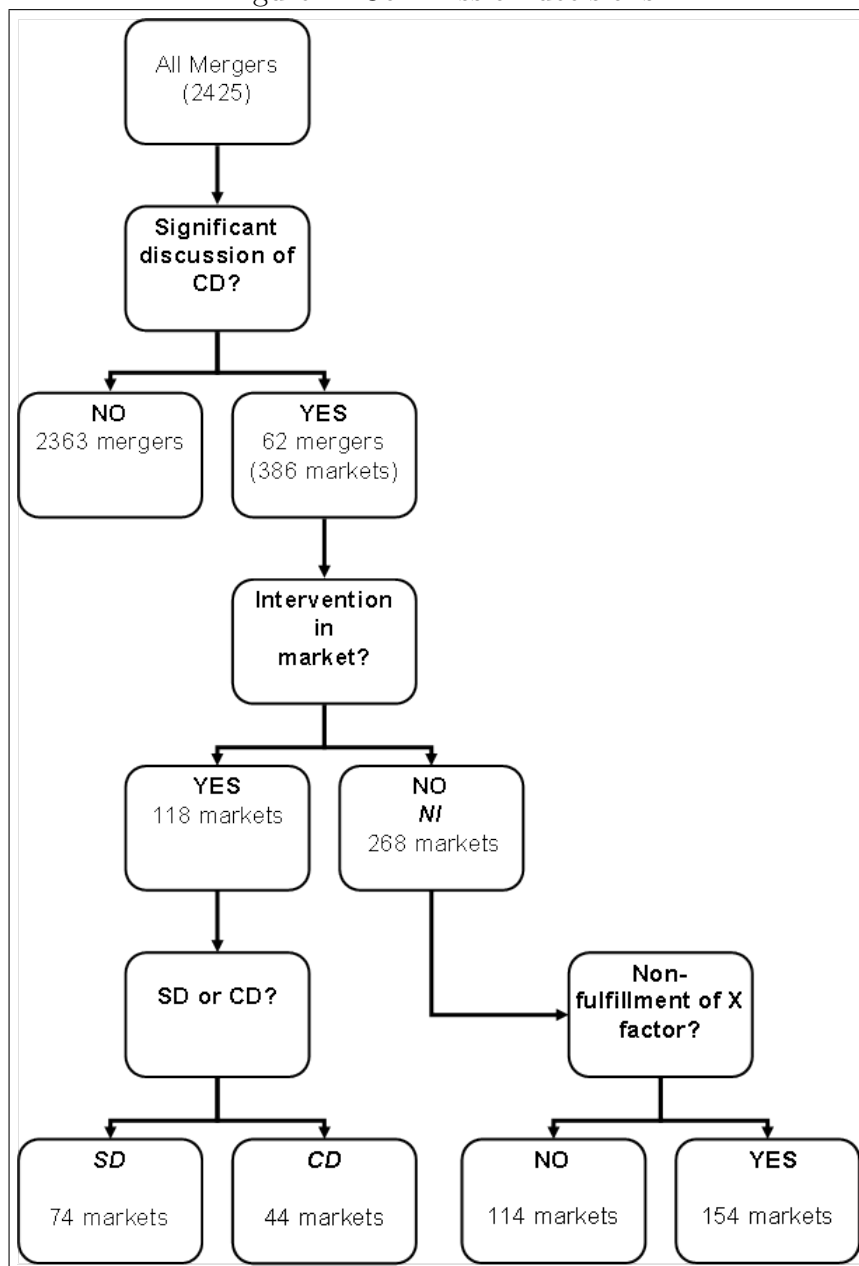 All Mergers
(2425)
Significant
discussion of
CD?
NO
2363 mergers
YES
62 mergers
(386 markets)
Intervention
in
market?
YES
118 markets
NO
NI
268 markets
SD or CD?
Non-
fulfillment of X
factor?
SD
74 markets
CD
44 markets
NO
114 markets
YES
154 markets